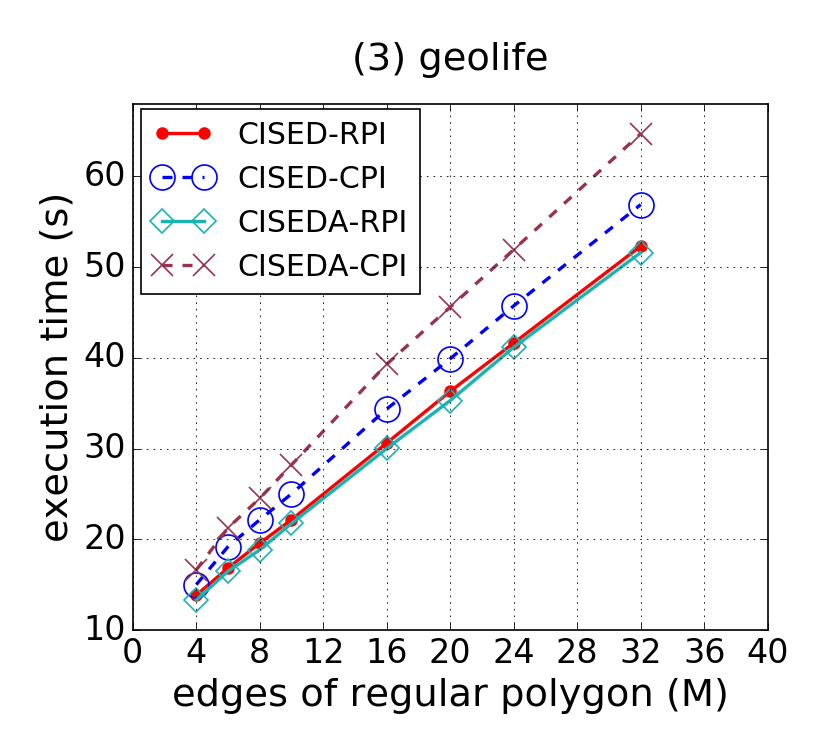 (3) geolife
CISED-RPI
CISED-CPI
CISEDA-RPI
CISEDA-CPI
execution time (s)
60
50
40
30
20
10
0 4 8 12 16 20 24 28 32 36 40
edges of regular polygon (M)